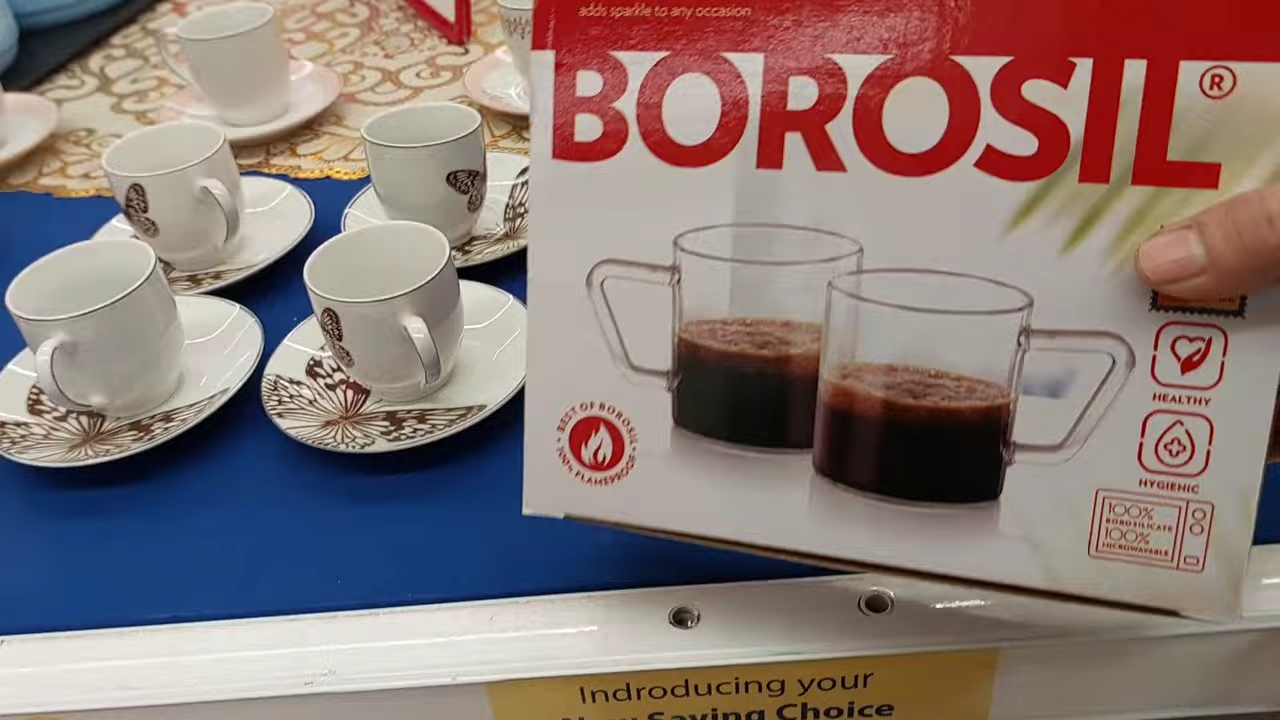 adds sparkle to any occasion
BOROSIL®
BEST OF BOROSIL
100% FLAMEPROOF
HEALTHY
HYGIENIC
100%
BOROSILICATE
100%
MICROWAVABLE
Indroducing your
New Saving Choice